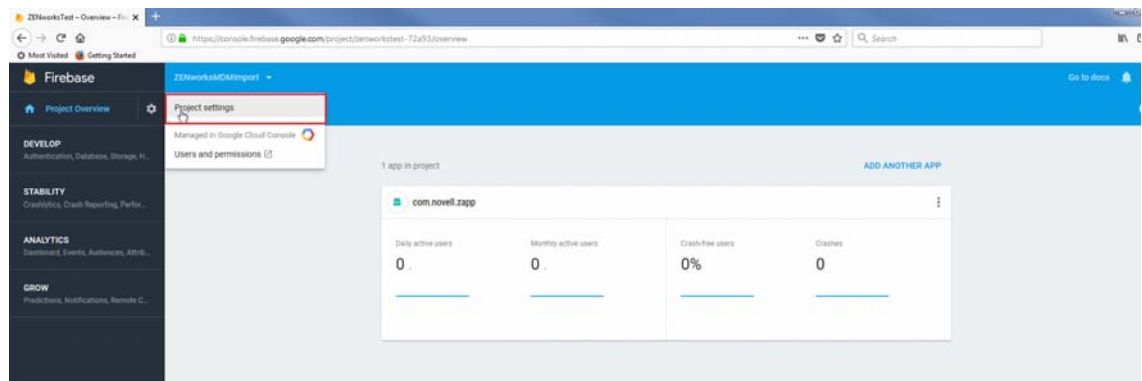 ZENworksTest – Overview – Fir
https://console.firebase.google.com/project/zenworkstest-72a93/overview
Search
Most Visited Getting Started
Firebase
ZENworksMDMImport
Go to docs
Project Overview
Project settings
Managed in Google Cloud Console
Users and permissions
DEVELOP
Authentication, Database, Storage, H...
STABILITY
Crashlytics, Crash Reporting, Perfor...
ANALYTICS
Dashboard, Events, Audiences, Attrib...
GROW
Predictions, Notifications, Remote C...
1 app in project
ADD ANOTHER APP
com.novell.zapp
Daily active users
Monthly active users
Crash-free users
Crashes
0
0
0%
0